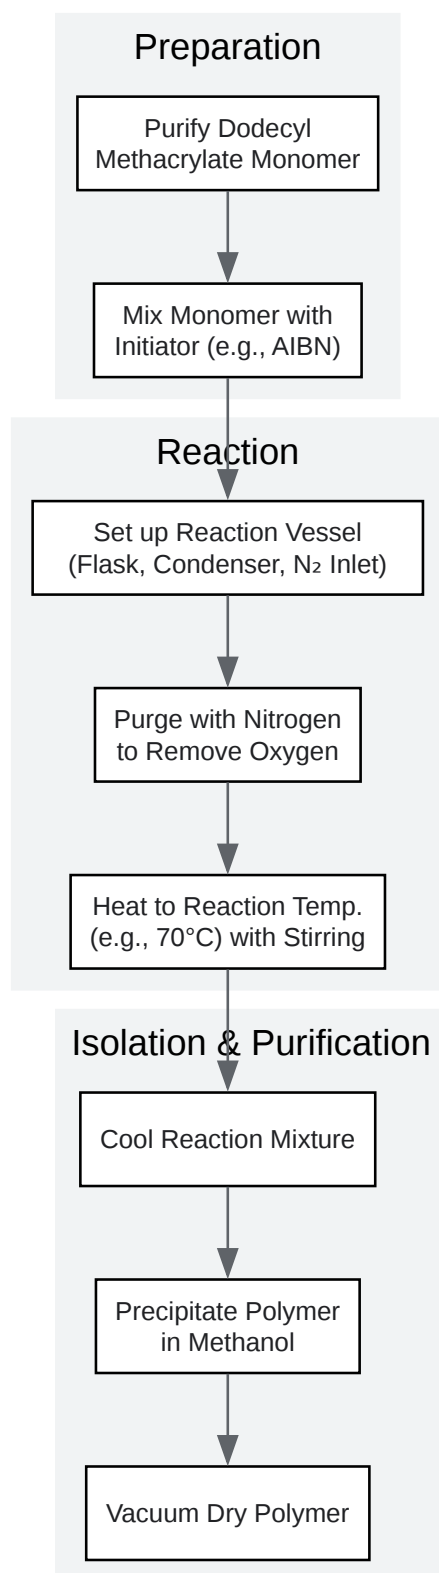 Preparation
Purify Dodecyl
Methacrylate Monomer
Mix Monomer with
Initiator (e.g., AIBN)
Reaction
Set up Reaction Vessel
(Flask, Condenser, N₂ Inlet)
Purge with Nitrogen
to Remove Oxygen
Heat to Reaction Temp.
(e.g., 70°C) with Stirring
Isolation & Purification
Cool Reaction Mixture
Precipitate Polymer
in Methanol
Vacuum Dry Polymer